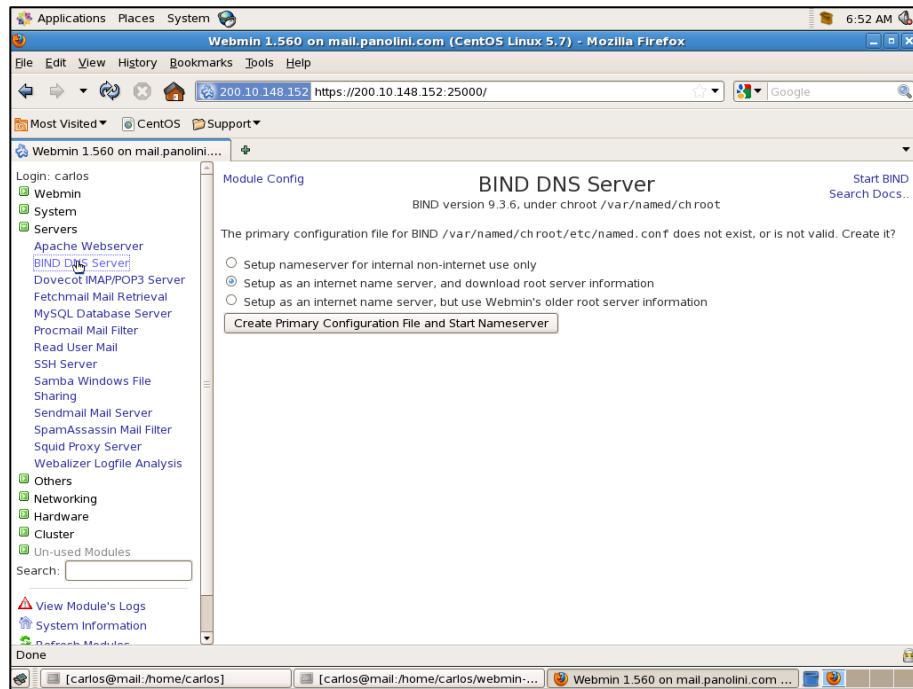 Applications Places System 6:52 AM
Webmin 1.560 on mail.panolini.com (CentOS Linux 5.7) - Mozilla Firefox
File Edit View History Bookmarks Tools Help
200.10.148.152 https://200.10.148.152:25000/ Google
Most Visited CentOS Support
Webmin 1.560 on mail.panolini....
Login: carlos
Webmin
System
Servers
Apache Webserver
BIND DNS Server
Dovecot IMAP/POP3 Server
Fetchmail Mail Retrieval
MySQL Database Server
Procmail Mail Filter
Read User Mail
SSH Server
Samba Windows File
Sharing
Sendmail Mail Server
SpamAssassin Mail Filter
Squid Proxy Server
Webalizer Logfile Analysis
Others
Networking
Hardware
Cluster
Un-used Modules
Search:
View Module's Logs
System Information
Refresh Modules
Module Config
BIND DNS Server
BIND version 9.3.6, under chroot /var/named/chroot
Start BIND
Search Docs..
The primary configuration file for BIND /var/named/chroot/etc/named.conf does not exist, or is not valid. Create it?
Setup nameserver for internal non-internet use only
Setup as an internet name server, and download root server information
Setup as an internet name server, but use Webmin's older root server information
Create Primary Configuration File and Start Nameserver
Done
[carlos@mail:/home/carlos] [carlos@mail:/home/carlos/webmin-... Webmin 1.560 on mail.panolini.com ...